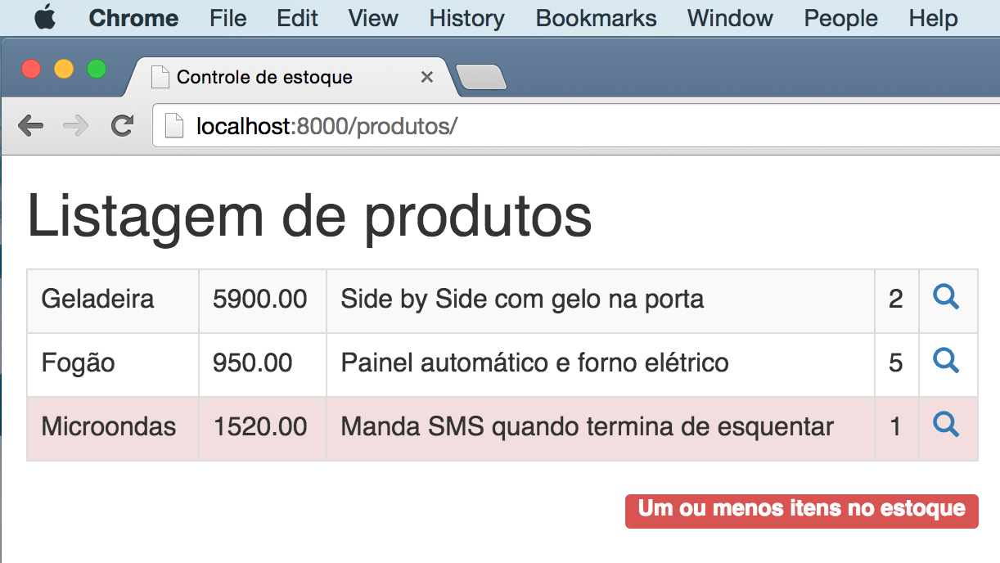 Chrome File Edit View History Bookmarks Window People Help
Controle de estoque
localhost:8000/produtos/
Listagem de produtos
Geladeira 5900.00 Side by Side com gelo na porta 2
Fogão 950.00 Painel automático e forno elétrico 5
Microondas 1520.00 Manda SMS quando termina de esquentar 1
Um ou menos itens no estoque